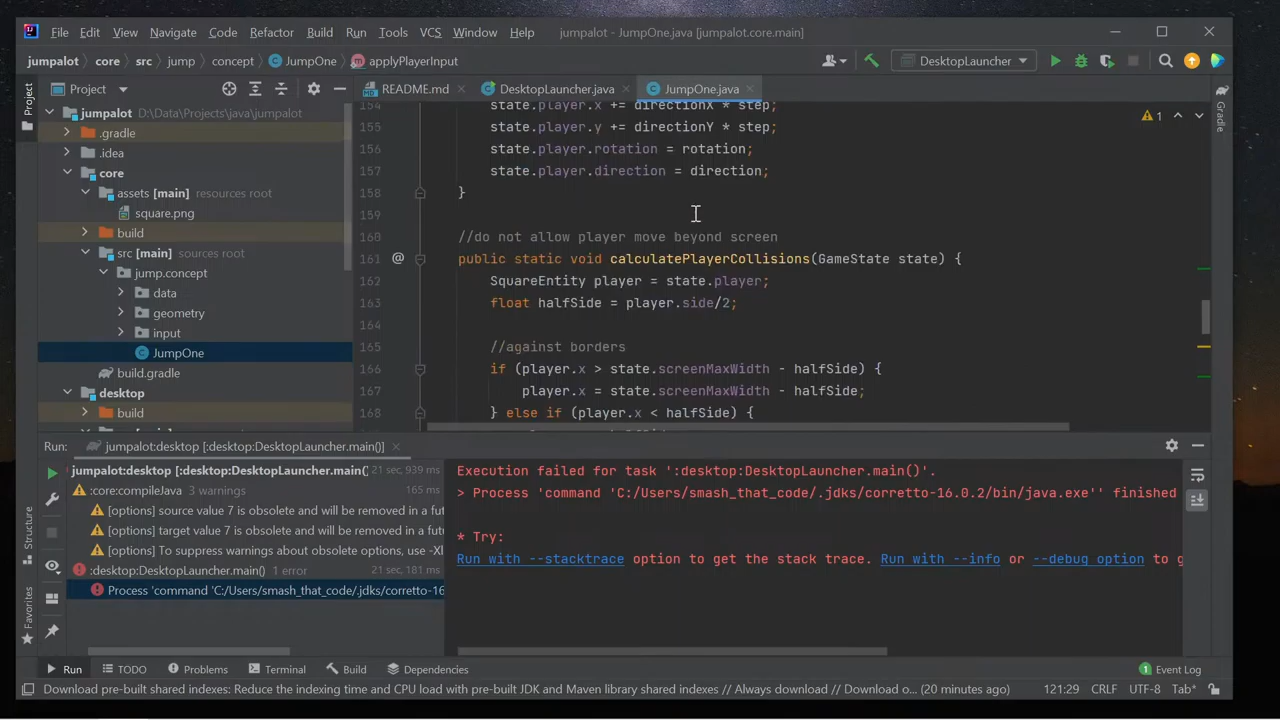 File Edit View Navigate Code Refactor Build Run Tools VCS Window Help jumpalot - JumpOne.java [jumpalot.core.main]
jumpalot core src jump concept JumpOne applyPlayerInput DesktopLauncher
Project README.md DesktopLauncher.java JumpOne.java
Project
Structure
Favorites
Gradle
jumpalot D:\Data\Projects\java\jumpalot
.gradle
.idea
core
assets [main] resources root
square.png
build
src [main] sources root
jump.concept
data
geometry
input
JumpOne
build.gradle
desktop
build
1
154 state.player.x += directionX * step;
155 state.player.y += directionY * step;
156 state.player.rotation = rotation;
157 state.player.direction = direction;
158 }
159
160 //do not allow player move beyond screen
161 @ public static void calculatePlayerCollisions(GameState state) {
162 SquareEntity player = state.player;
163 float halfSide = player.side/2;
164
165 //against borders
166 if (player.x > state.screenMaxWidth - halfSide) {
167 player.x = state.screenMaxWidth - halfSide;
168 } else if (player.x < halfSide) {
Run: jumpalot:desktop [:desktop:DesktopLauncher.main()]
jumpalot:desktop [:desktop:DesktopLauncher.main()] 21 sec, 939 ms
:core:compileJava 3 warnings 165 ms
[options] source value 7 is obsolete and will be removed in a fut
[options] target value 7 is obsolete and will be removed in a futu
[options] To suppress warnings about obsolete options, use -Xl
:desktop:DesktopLauncher.main() 1 error 21 sec, 181 ms
Process 'command 'C:/Users/smash_that_code/.jdks/corretto-16
Execution failed for task ':desktop:DesktopLauncher.main()'.
> Process 'command 'C:/Users/smash_that_code/.jdks/corretto-16.0.2/bin/java.exe'' finished
* Try:
Run with --stacktrace option to get the stack trace. Run with --info or --debug option to g
Run TODO Problems Terminal Build Dependencies 1 Event Log
Download pre-built shared indexes: Reduce the indexing time and CPU load with pre-built JDK and Maven library shared indexes // Always download // Download o... (20 minutes ago) 121:29 CRLF UTF-8 Tab*